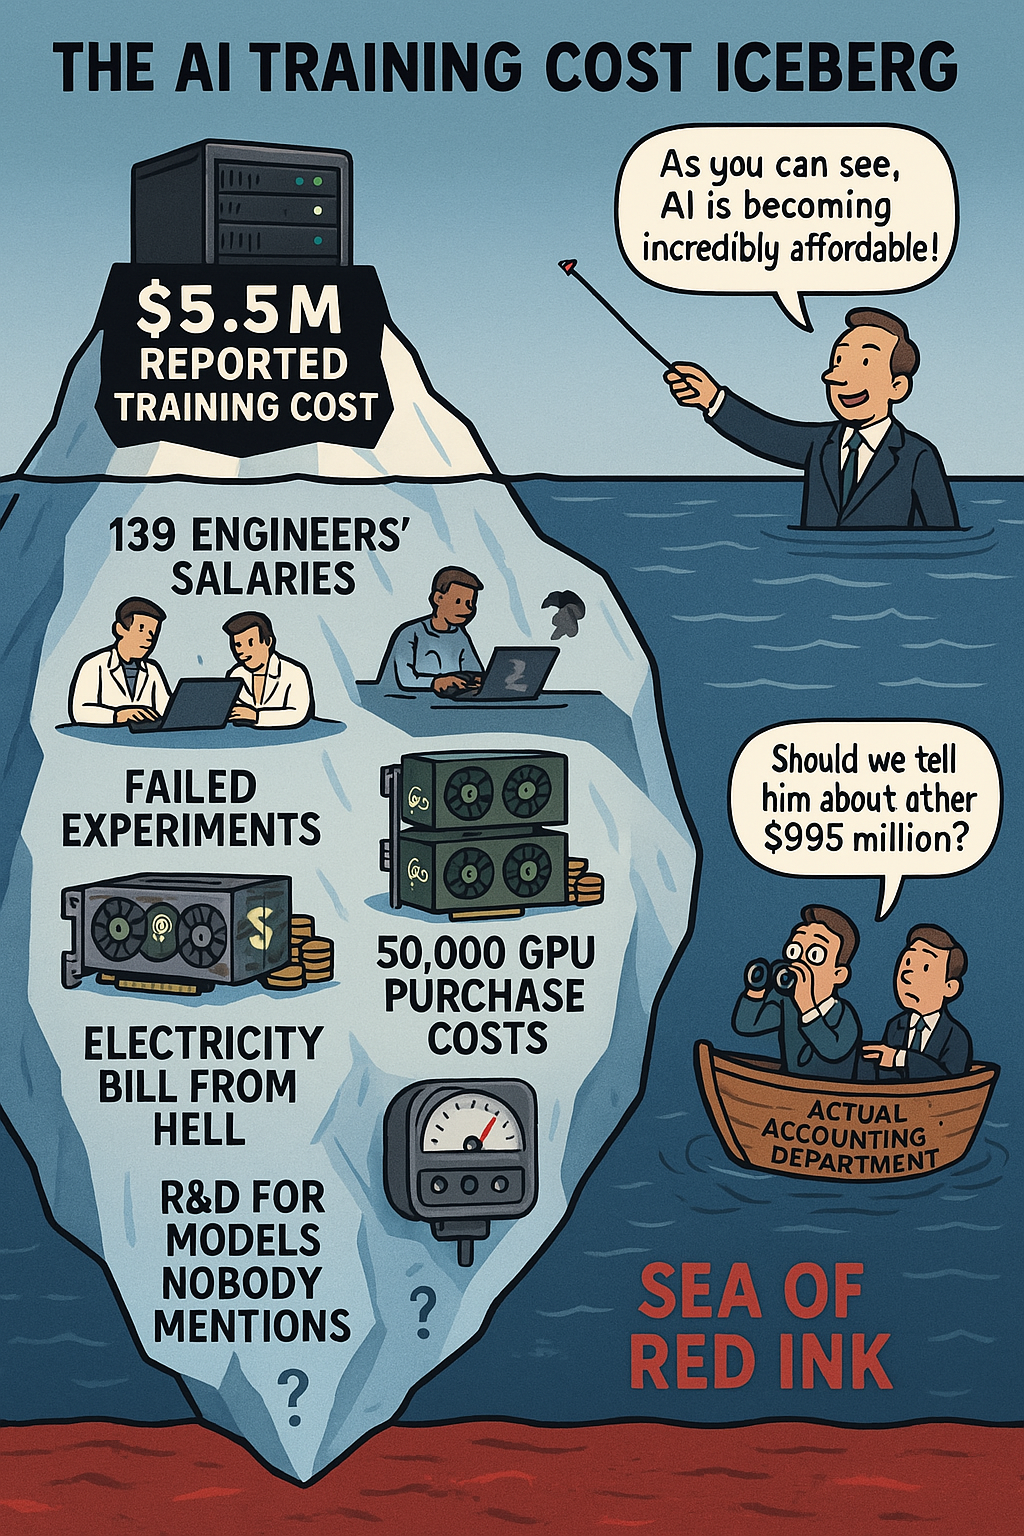 THE AI TRAINING COST ICEBERG
As you can see,
AI is becoming
incredibly affordable!
$5.5M
REPORTED
TRAINING COST
139 ENGINEERS'
SALARIES
FAILED
EXPERIMENTS
$
50,000 GPU
PURCHASE
COSTS
ELECTRICITY
BILL FROM
HELL
R&D FOR
MODELS
NOBODY
MENTIONS
?
?
Should we tell
him about ather
$995 million?
ACTUAL
ACCOUNTING
DEPARTMENT
SEA OF
RED INK